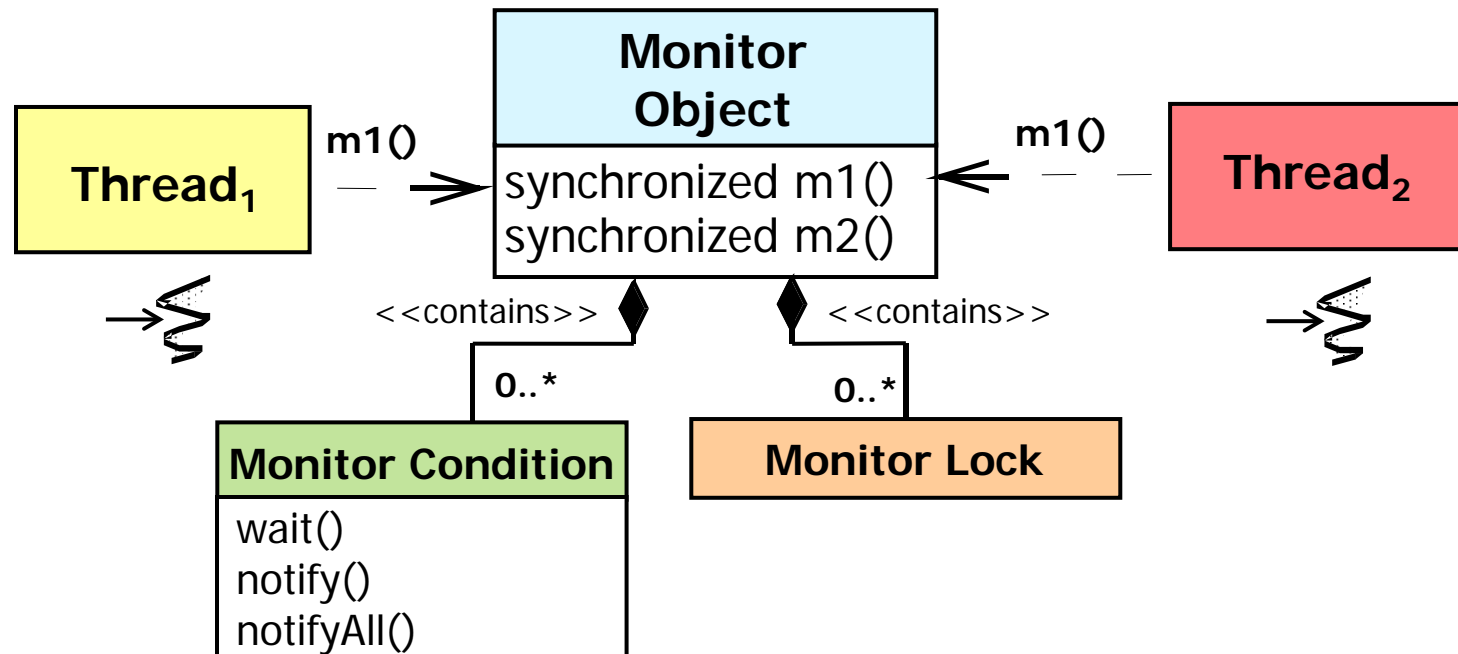 Monitor
Object
Thread₁
m1()
synchronized m1()
synchronized m2()
m1()
Thread₂
<<contains>>
<<contains>>
0..*
0..*
Monitor Condition
wait()
notify()
notifyAll()
Monitor Lock